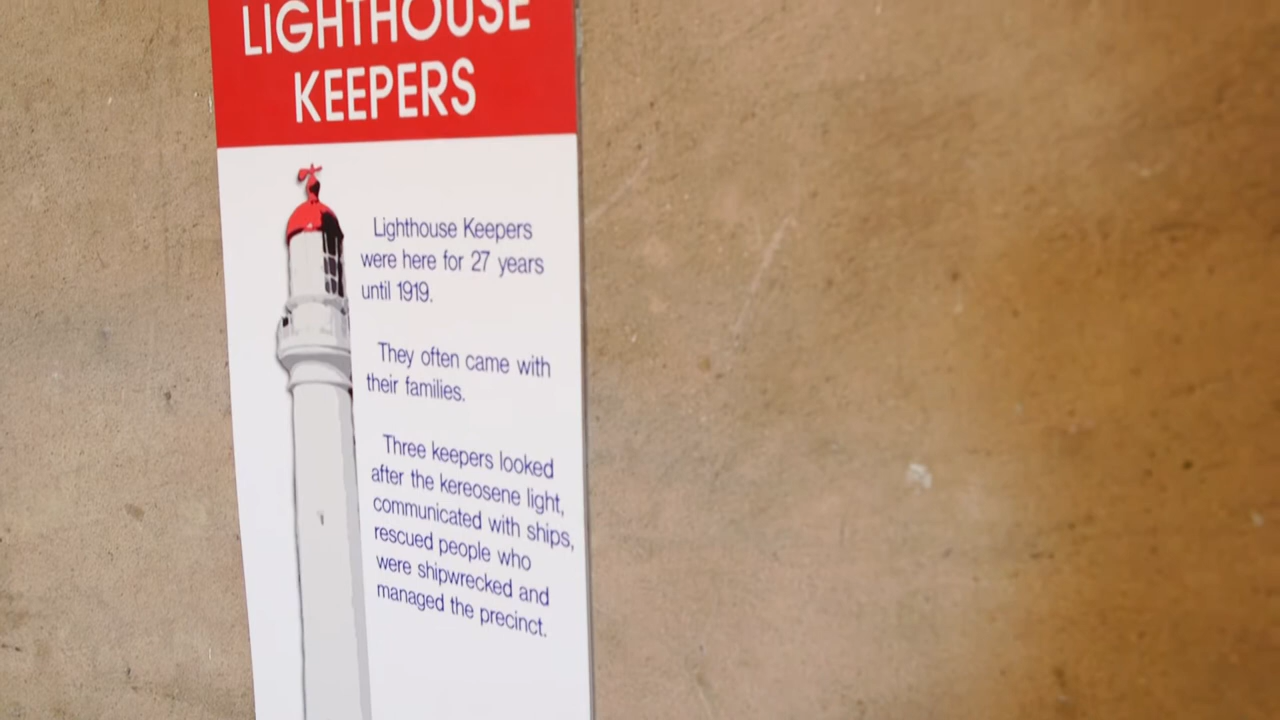 LIGHTHOUSE
KEEPERS
Lighthouse Keepers
were here for 27 years
until 1919.
They often came with
their families.
Three keepers looked
after the kereosene light,
communicated with ships,
rescued people who
were shipwrecked and
managed the precinct.